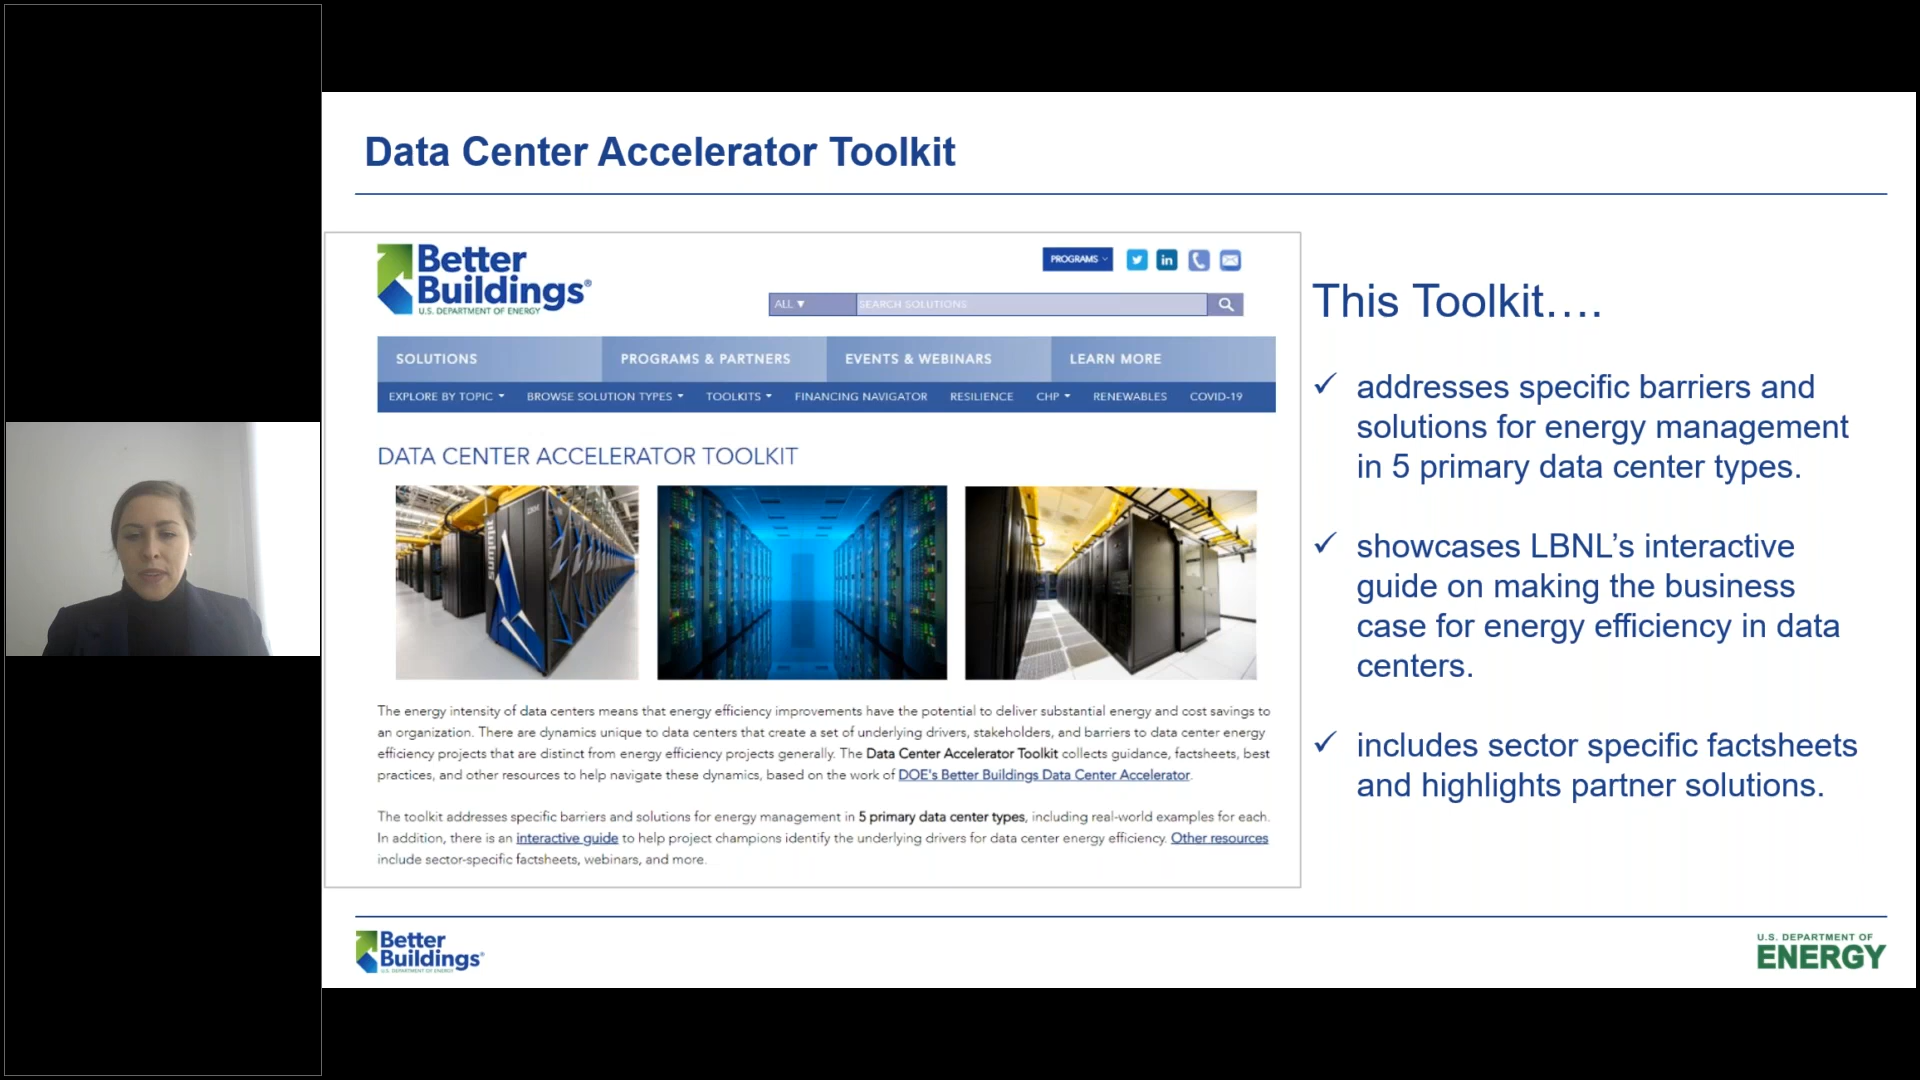 Data Center Accelerator Toolkit
Better
Buildings®
U.S. DEPARTMENT OF ENERGY
PROGRAMS
in
ALL ▼ SEARCH SOLUTIONS
SOLUTIONS PROGRAMS & PARTNERS EVENTS & WEBINARS LEARN MORE
EXPLORE BY TOPIC BROWSE SOLUTION TYPES TOOLKITS FINANCING NAVIGATOR RESILIENCE CHP RENEWABLES COVID-19
DATA CENTER ACCELERATOR TOOLKIT
IBM
SUMMIT
The energy intensity of data centers means that energy efficiency improvements have the potential to deliver substantial energy and cost savings to
an organization. There are dynamics unique to data centers that create a set of underlying drivers, stakeholders, and barriers to data center energy
efficiency projects that are distinct from energy efficiency projects generally. The Data Center Accelerator Toolkit collects guidance, factsheets, best
practices, and other resources to help navigate these dynamics, based on the work of DOE's Better Buildings Data Center Accelerator.
The toolkit addresses specific barriers and solutions for energy management in 5 primary data center types, including real-world examples for each.
In addition, there is an interactive guide to help project champions identify the underlying drivers for data center energy efficiency. Other resources
include sector-specific factsheets, webinars, and more.
This Toolkit….
✓ addresses specific barriers and
solutions for energy management
in 5 primary data center types.
✓ showcases LBNL’s interactive
guide on making the business
case for energy efficiency in data
centers.
✓ includes sector specific factsheets
and highlights partner solutions.
Better
Buildings®
U.S. DEPARTMENT OF ENERGY
U.S. DEPARTMENT OF
ENERGY